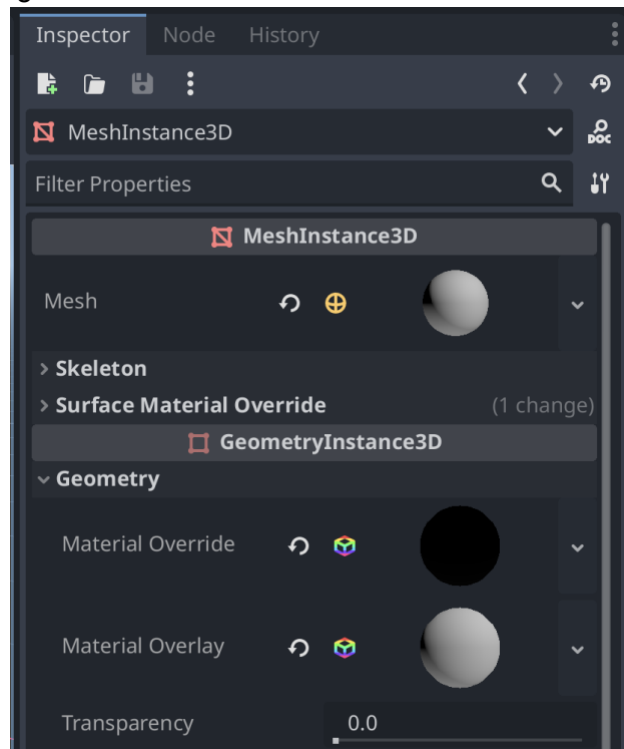 Inspector Node History
MeshInstance3D
DOC
Filter Properties
MeshInstance3D
Mesh
Skeleton
Surface Material Override (1 change)
GeometryInstance3D
Geometry
Material Override
Material Overlay
Transparency 0.0